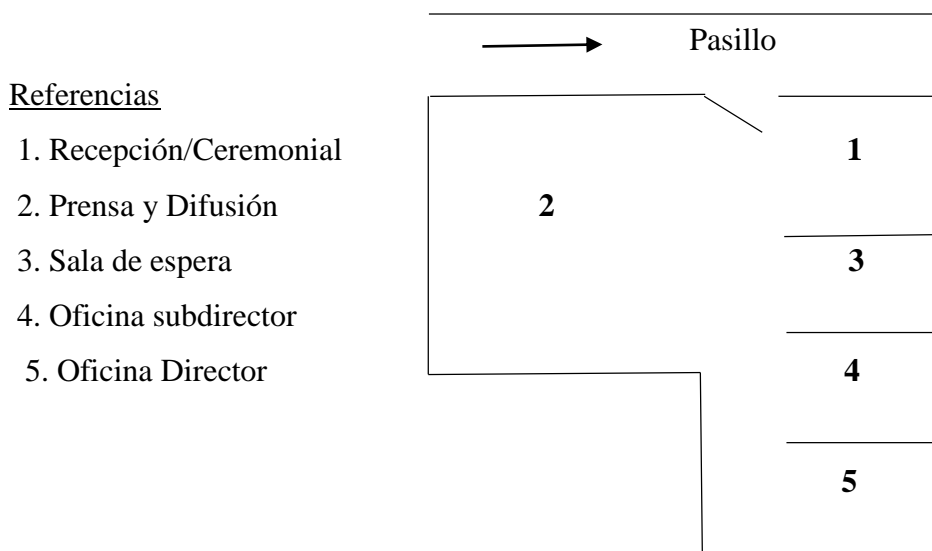 Pasillo
Referencias
1. Recepción/Ceremonial
2. Prensa y Difusión
3. Sala de espera
4. Oficina subdirector
5. Oficina Director
1
2
3
4
5